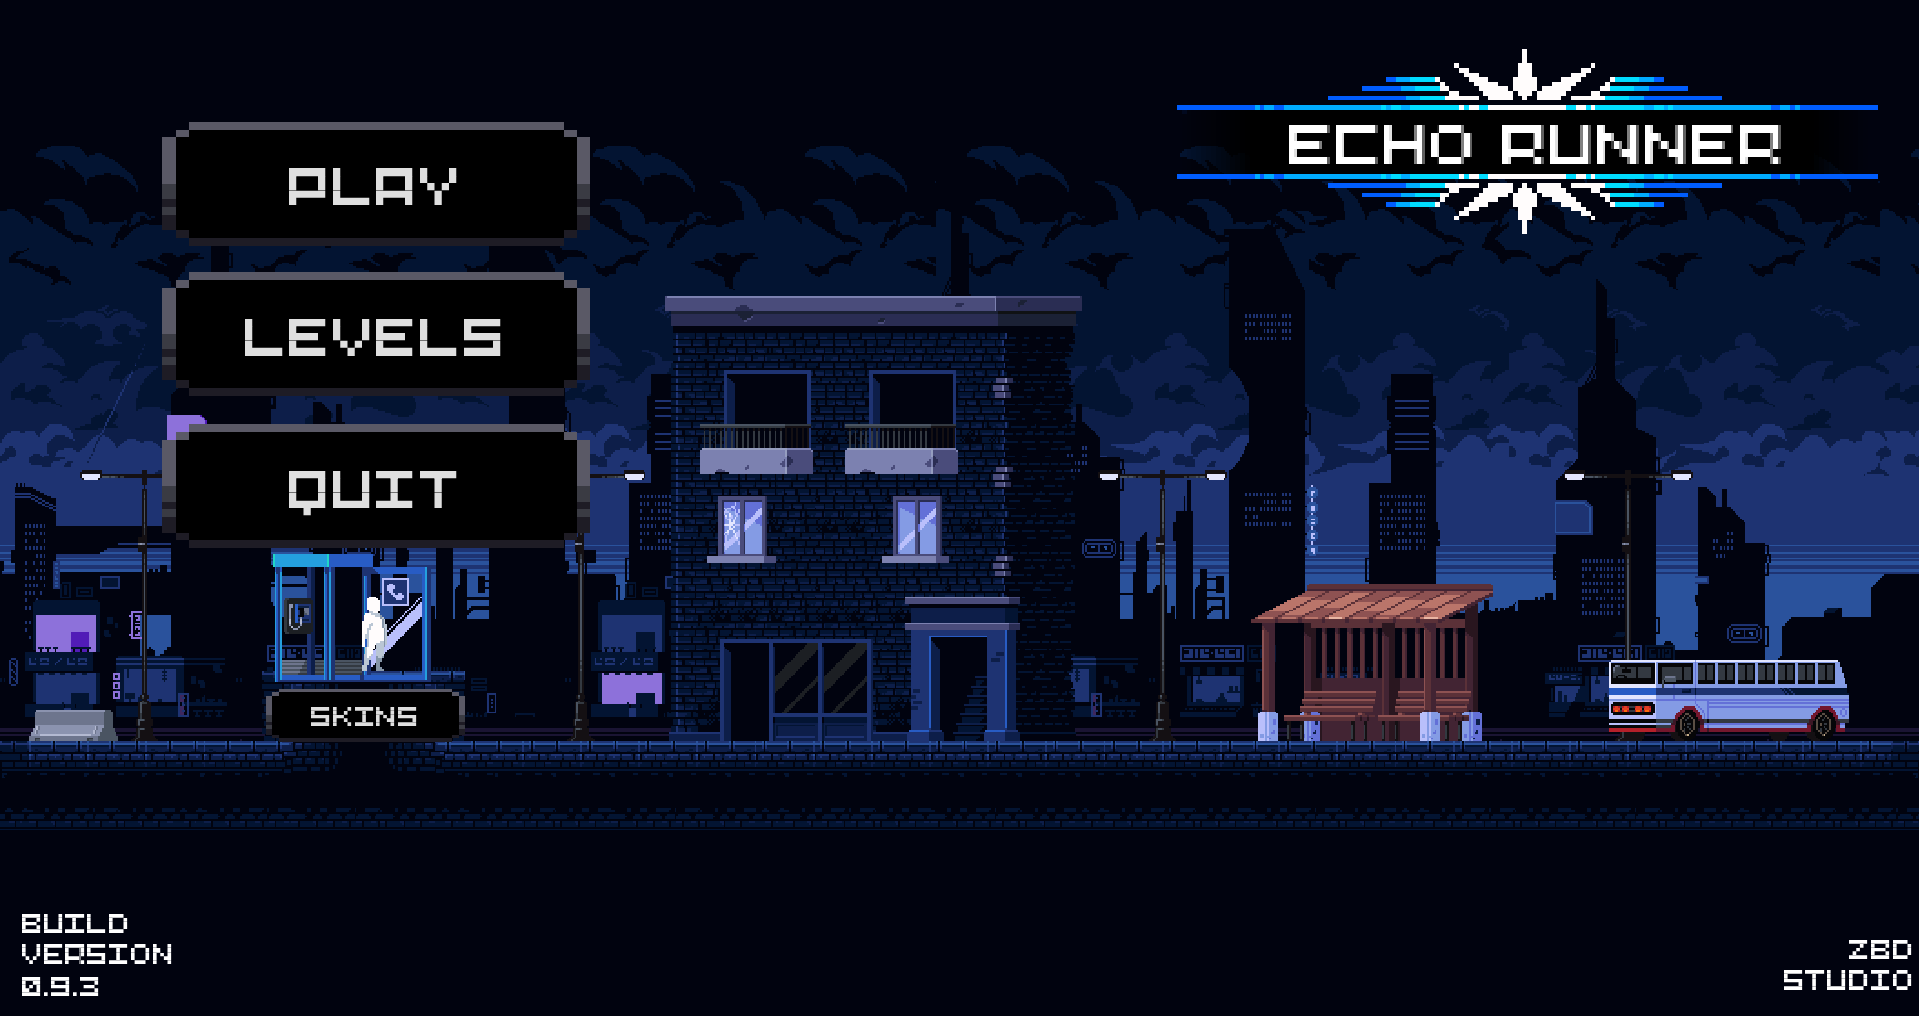 ECHO RUNNER
PLAY
LEVELS
QUIT
SKINS
BUILD
VERSION
0.9.3
ZBD
STUDIO